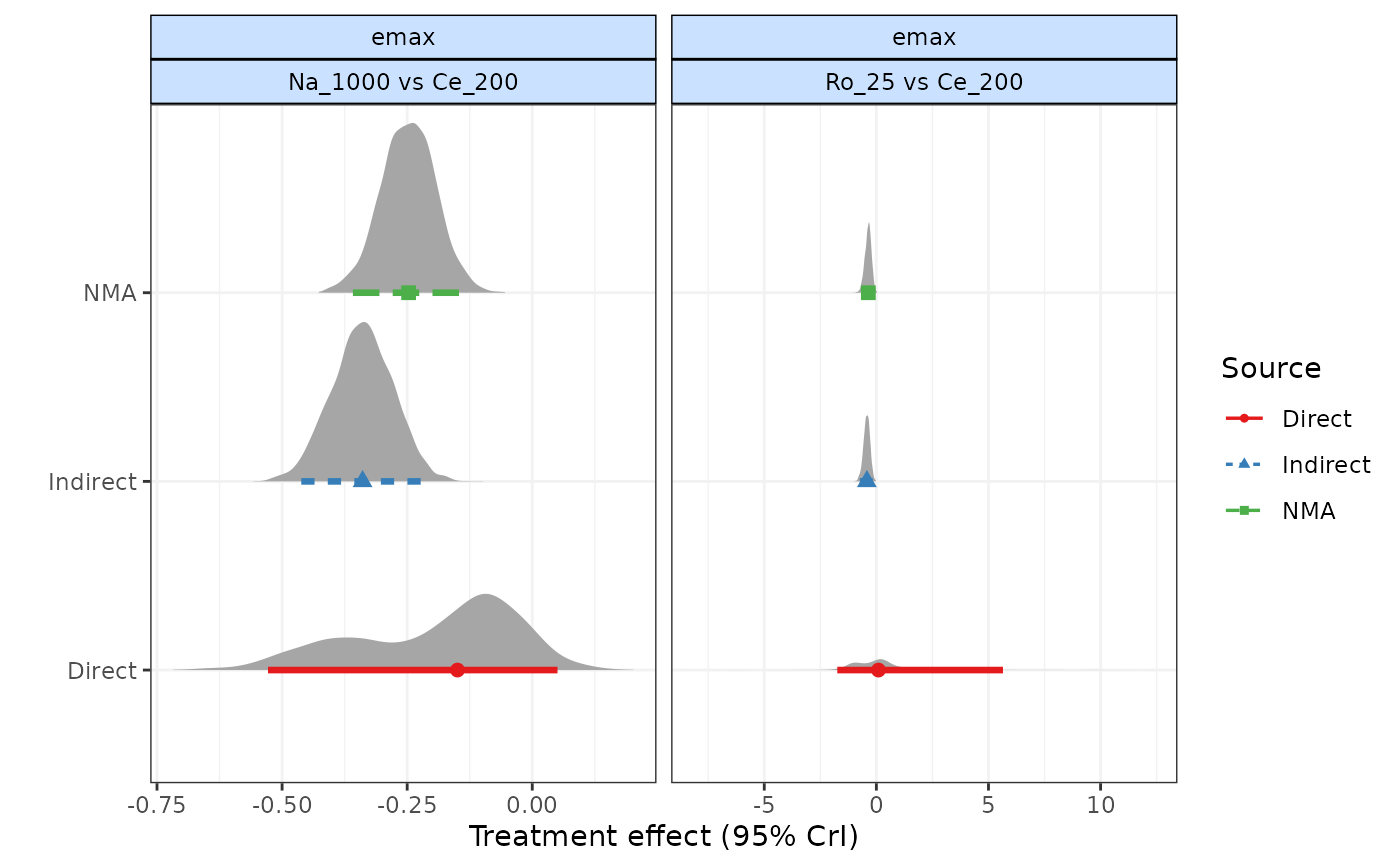 emax
emax
Na_1000 vs Ce_200
Ro_25 vs Ce_200
NMA
Indirect
Direct
-0.75
-0.50
-0.25
0.00
-5
0
5
10
Treatment effect (95% CrI)
Source
Direct
Indirect
NMA